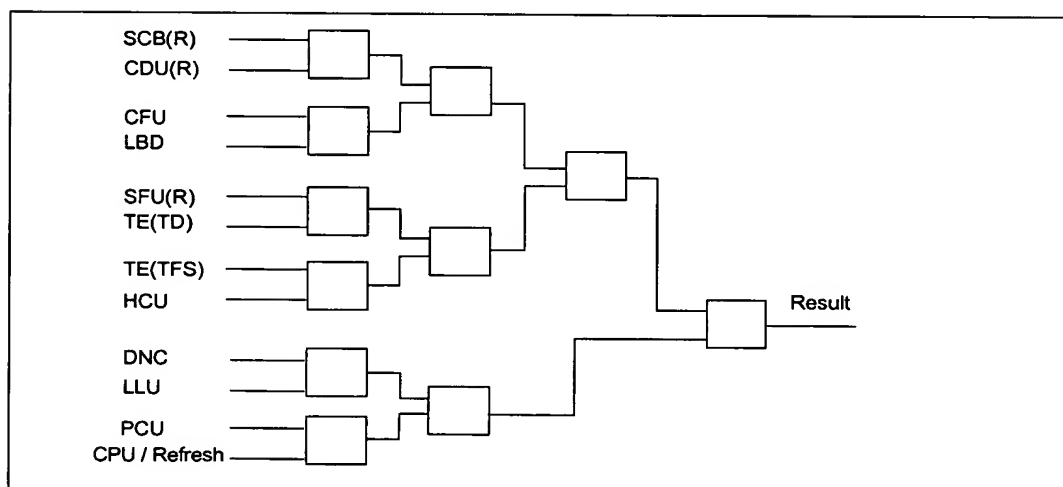 SCB(R)
CDU(R)
CFU
LBD
SFU(R)
TE(TD)
TE(TFS)
HCU
Result
DNC
LLU
PCU
CPU / Refresh